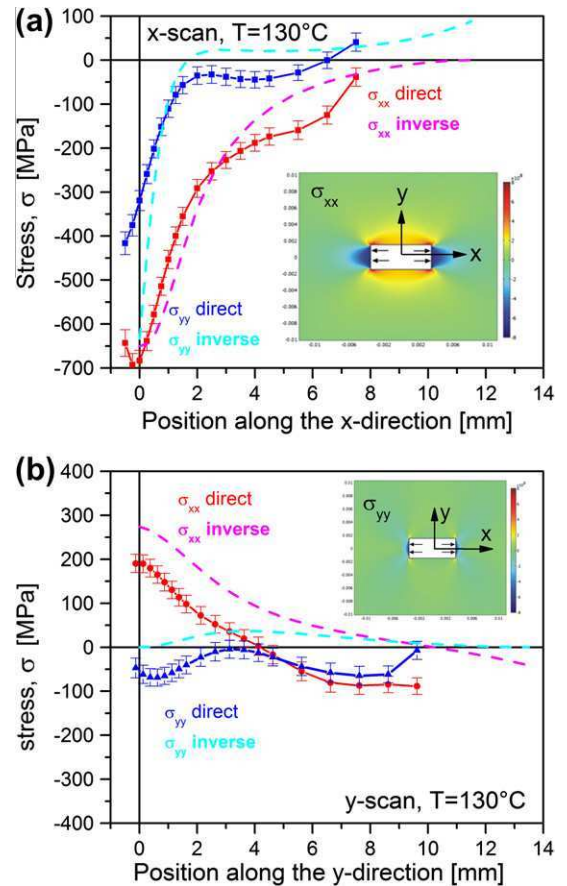 (a)
x-scan, T=130°C
100
0
-100
-200
-300
-400
-500
-600
-700
Stress, σ [MPa]
σxx direct
σxx inverse
σxx
y
x
σyy direct
σyy inverse
0 2 4 6 8 10 12 14
Position along the x-direction [mm]
(b)
400
300
200
100
0
-100
-200
-300
-400
stress, σ [MPa]
σxx direct
σxx inverse
σyy
y
x
σyy direct
σyy inverse
y-scan, T=130°C
0 2 4 6 8 10 12 14
Position along the y-direction [mm]